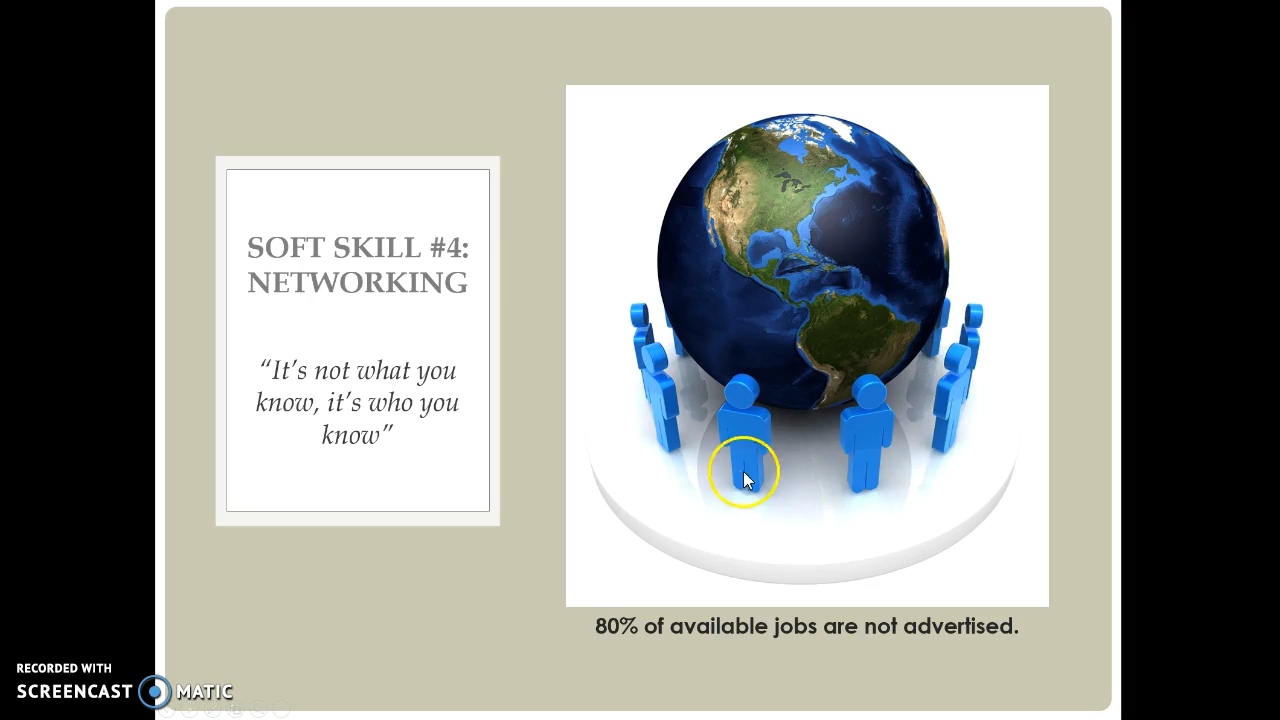 SOFT SKILL #4:
NETWORKING
“It’s not what you
know, it’s who you
know”
80% of available jobs are not advertised.
RECORDED WITH
SCREENCAST MATIC